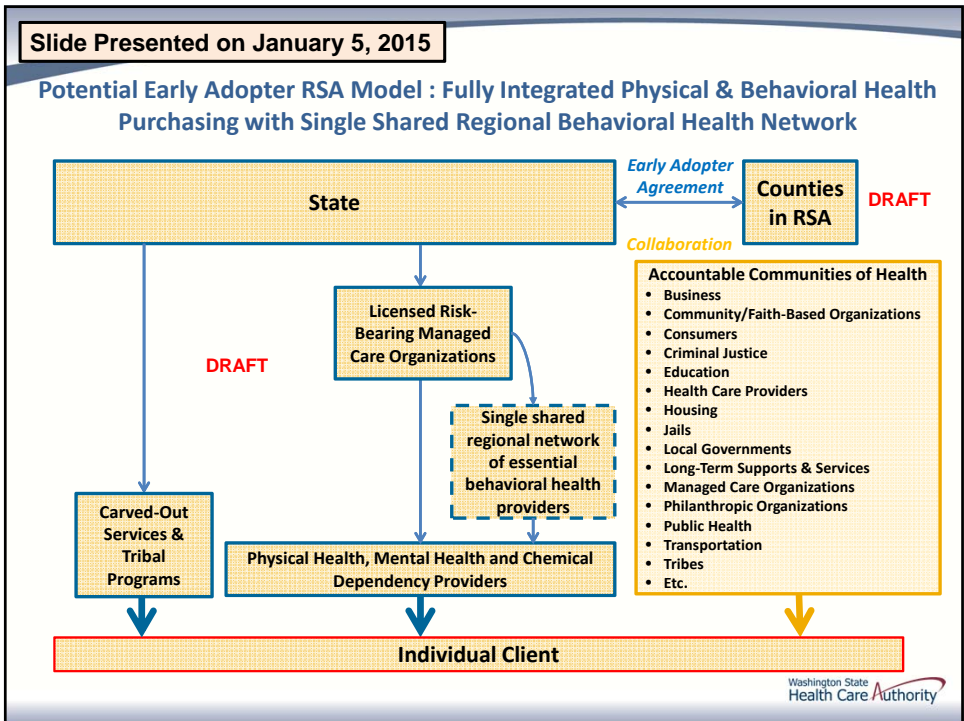 Slide Presented on January 5, 2015
Potential Early Adopter RSA Model : Fully Integrated Physical & Behavioral Health
Purchasing with Single Shared Regional Behavioral Health Network
State
Early Adopter
Agreement
Counties
in RSA
DRAFT
Collaboration
Licensed Risk-
Bearing Managed
Care Organizations
DRAFT
Single shared
regional network
of essential
behavioral health
providers
Carved-Out
Services &
Tribal
Programs
Physical Health, Mental Health and Chemical
Dependency Providers
Accountable Communities of Health
• Business
• Community/Faith-Based Organizations
• Consumers
• Criminal Justice
• Education
• Health Care Providers
• Housing
• Jails
• Local Governments
• Long-Term Supports & Services
• Managed Care Organizations
• Philanthropic Organizations
• Public Health
• Transportation
• Tribes
• Etc.
Individual Client
Washington State
Health Care Authority